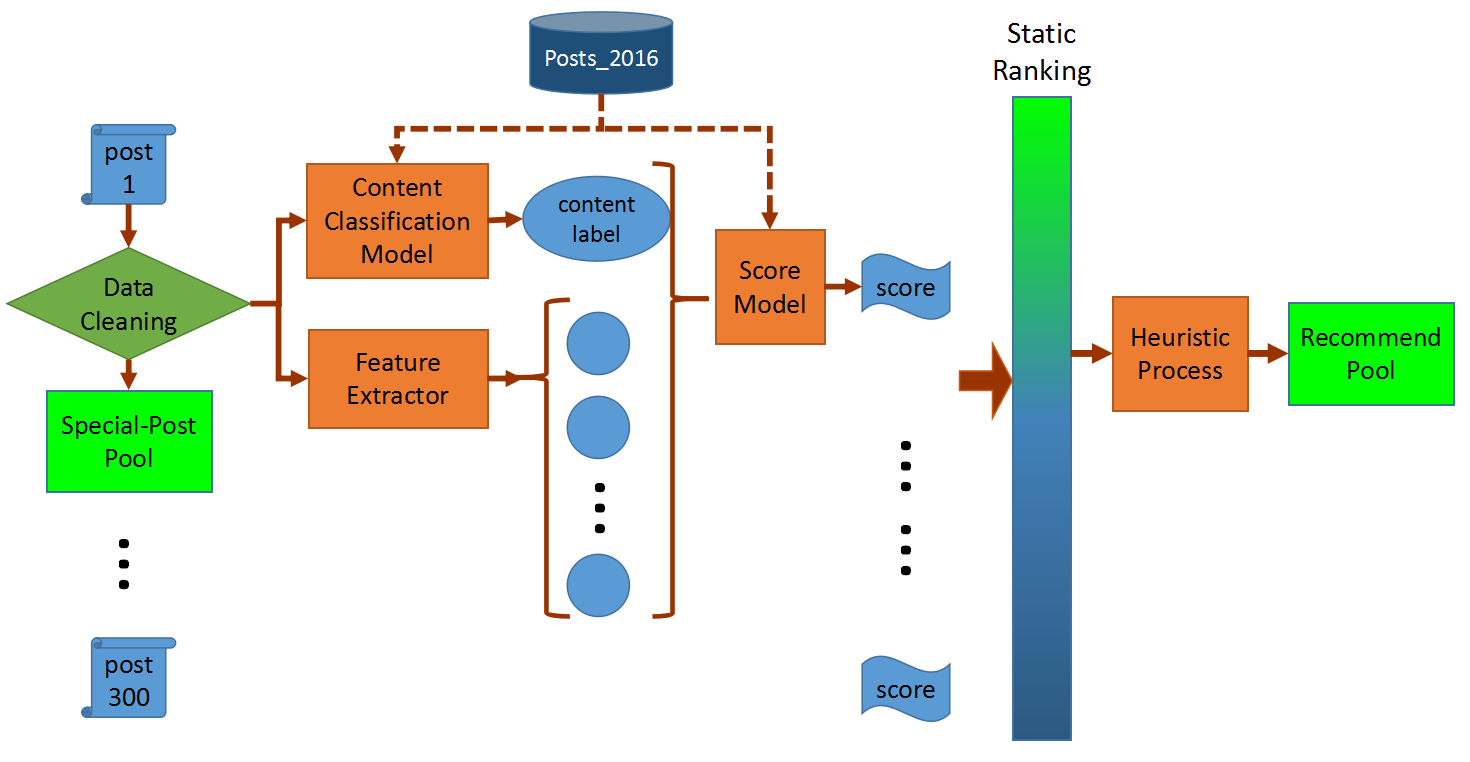 Posts_2016
Static
Ranking
post
1
Content
Classification
Model
content
label
Data
Cleaning
Score
Model
score
Feature
Extractor
Heuristic
Process
Recommend
Pool
Special-Post
Pool
post
300
score